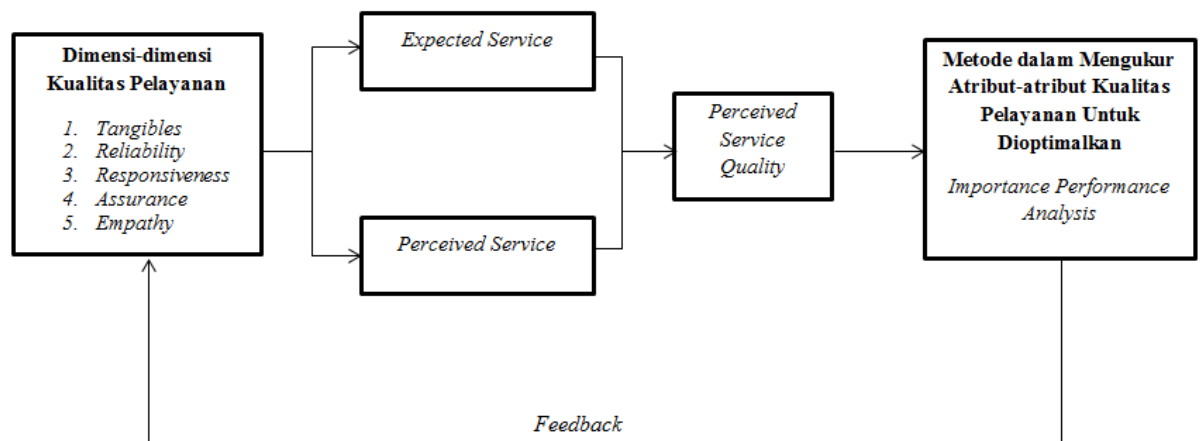 Dimensi-dimensi
Kualitas Pelayanan
1. Tangibles
2. Reliability
3. Responsiveness
4. Assurance
5. Empathy
Expected Service
Perceived Service
Perceived
Service
Quality
Metode dalam Mengukur
Atribut-atribut Kualitas
Pelayanan Untuk
Dioptimalkan
Importance Performance
Analysis
Feedback